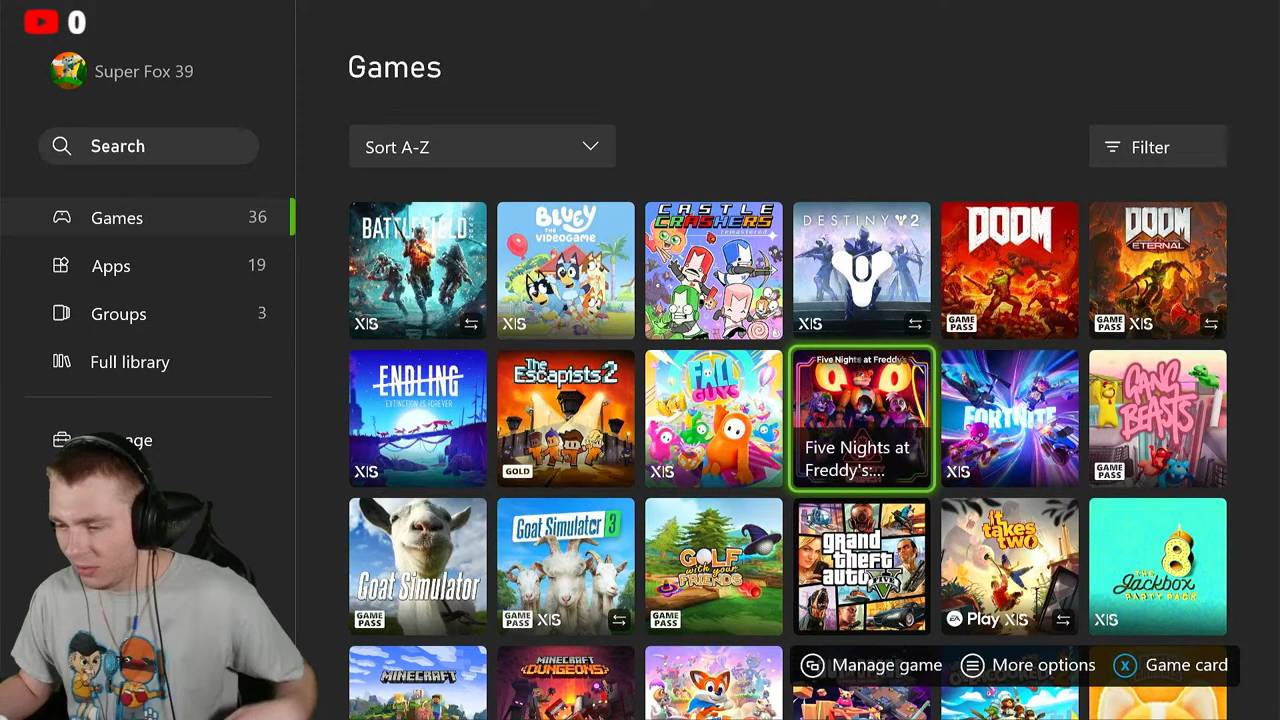 0
Super Fox 39
Search
Games 36
Apps 19
Groups 3
Full library
Games
Sort A-Z
Filter
BATTLEFIELD
X|S
BLUEY
THE VIDEOGAME
X|S
CASTLE
CRASHERS
remastered
DESTINY 2
X|S
DOOM
GAME
PASS
DOOM
ETERNAL
GAME
PASS
X|S
ENDLING
EXTINCTION IS FOREVER
X|S
The
Escapists 2
GOLD
FALL
GUYS
X|S
Five Nights at Freddy's
Five Nights at
Freddy's:...
FORTNITE
X|S
GANG
BEASTS
GAME
PASS
Goat Simulator
GAME
PASS
Goat Simulator 3
GAME
PASS
X|S
GOLF
with your
FRIENDS
GAME
PASS
grand
theft
auto
V
it
takes
two
EA Play X|S
8
THE
Jackbox
PARTY PACK
X|S
MINECRAFT
MINECRAFT
DUNGEONS
Manage game
More options
X Game card